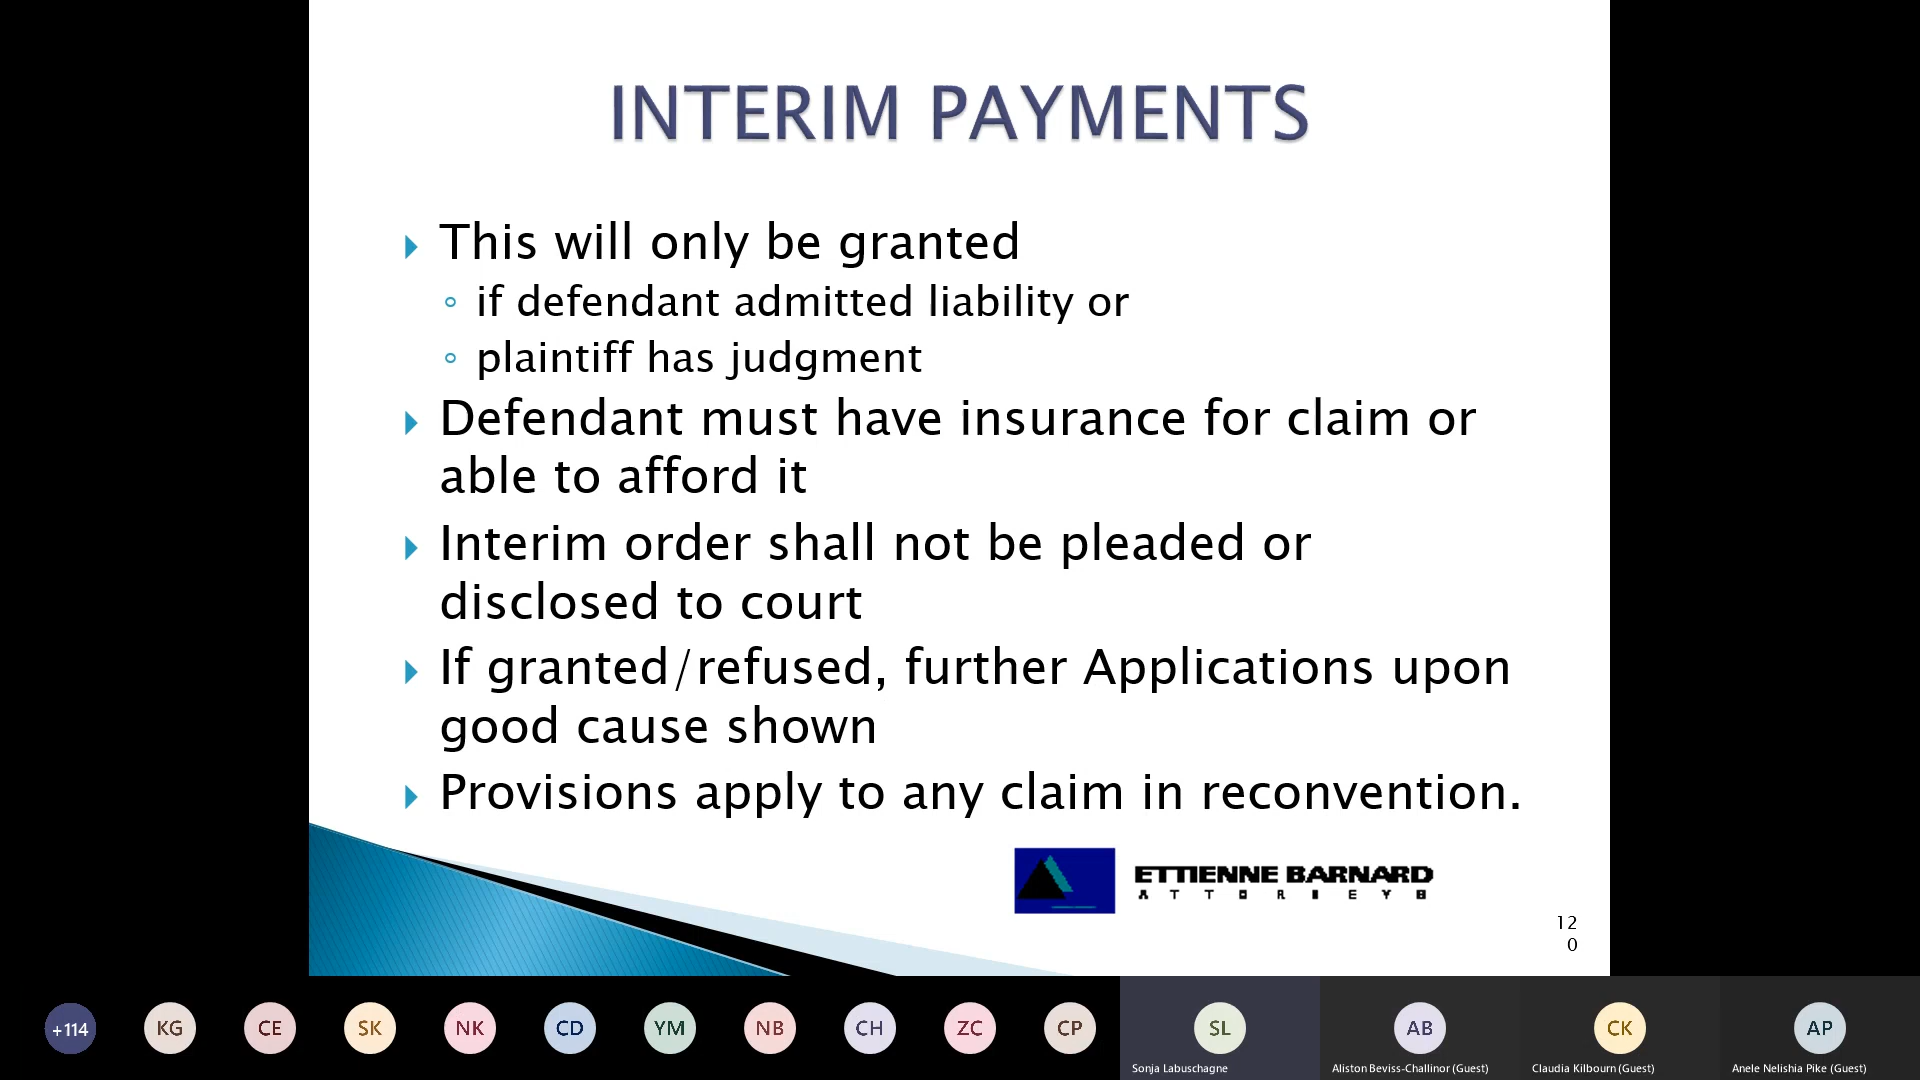 INTERIM PAYMENTS
This will only be granted
if defendant admitted liability or
plaintiff has judgment
Defendant must have insurance for claim or
able to afford it
Interim order shall not be pleaded or
disclosed to court
If granted/refused, further Applications upon
good cause shown
Provisions apply to any claim in reconvention.
ETTIENNE BARNARD
ATTORNEYS
12
0
+114
KG
CE
SK
NK
CD
YM
NB
CH
ZC
CP
SL
AB
CK
AP
Sonja Labuschagne
Aliston Beviss-Challinor (Guest)
Claudia Kilbourn (Guest)
Anele Nelishia Pike (Guest)